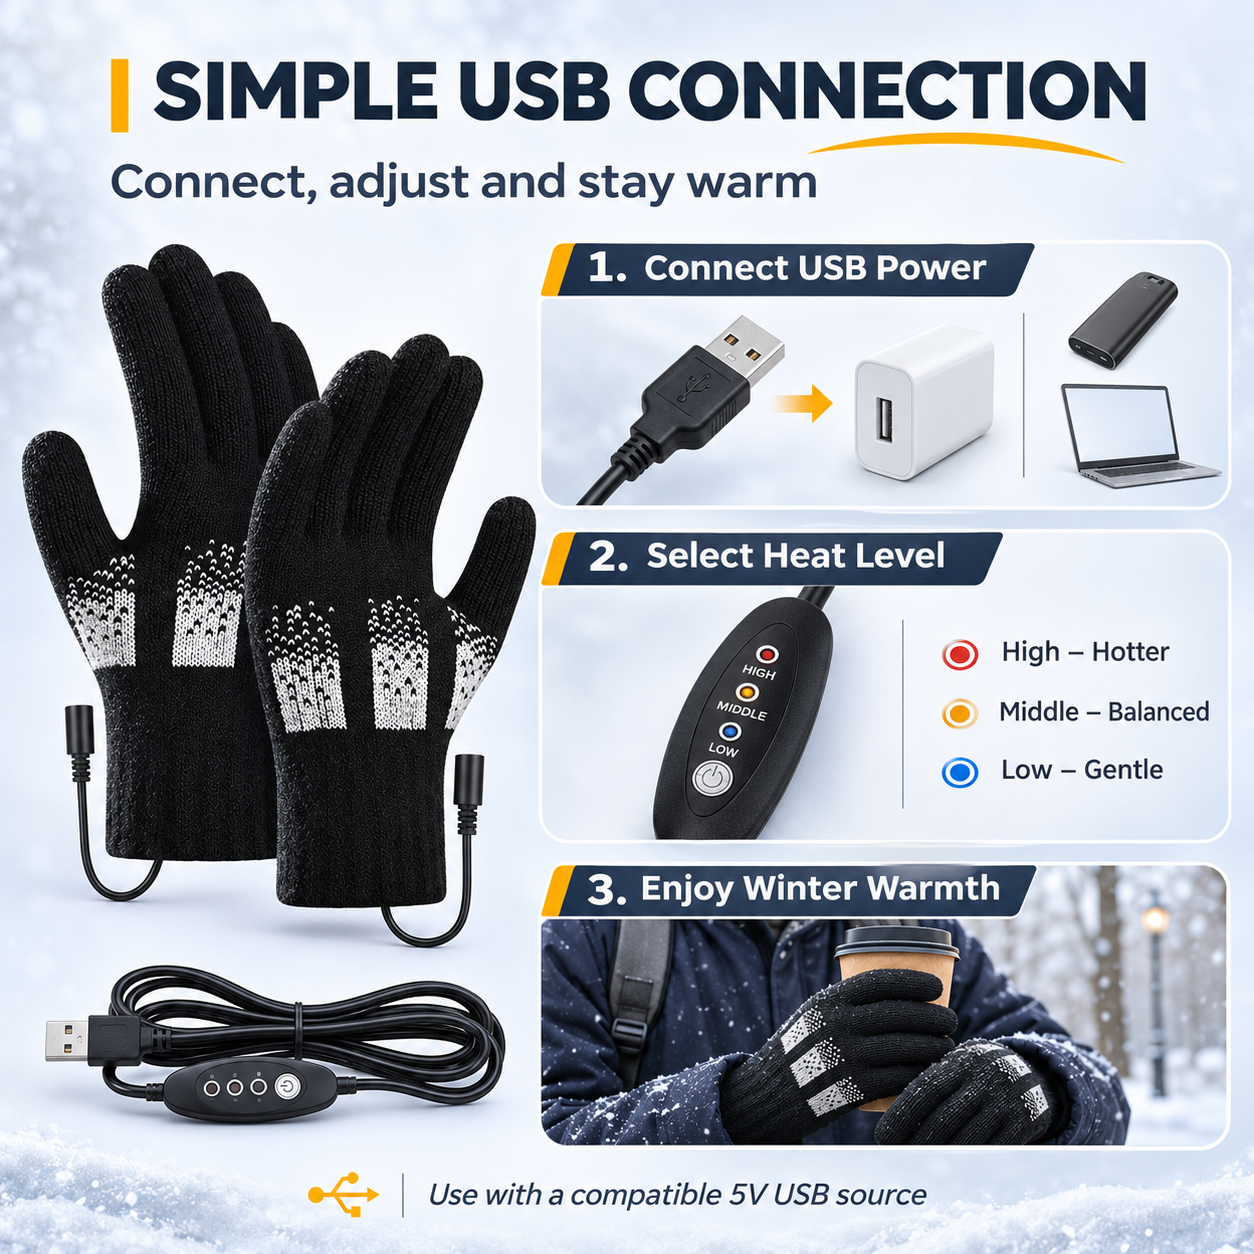 SIMPLE USB CONNECTION
Connect, adjust and stay warm
1. Connect USB Power
2. Select Heat Level
HIGH
MIDDLE
LOW
High – Hotter
Middle – Balanced
Low – Gentle
3. Enjoy Winter Warmth
Use with a compatible 5V USB source